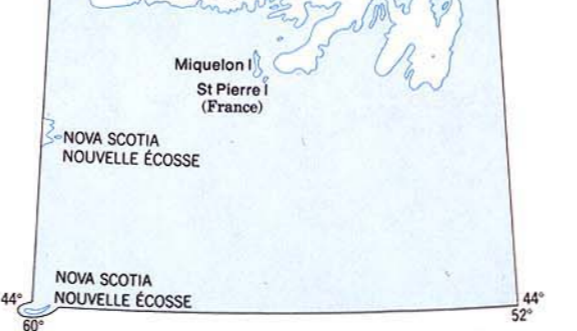 Miquelon I
St Pierre I
(France)
NOVA SCOTIA
NOUVELLE ÉCOSSE
NOVA SCOTIA
NOUVELLE ÉCOSSE
44°
44°
60°
52°